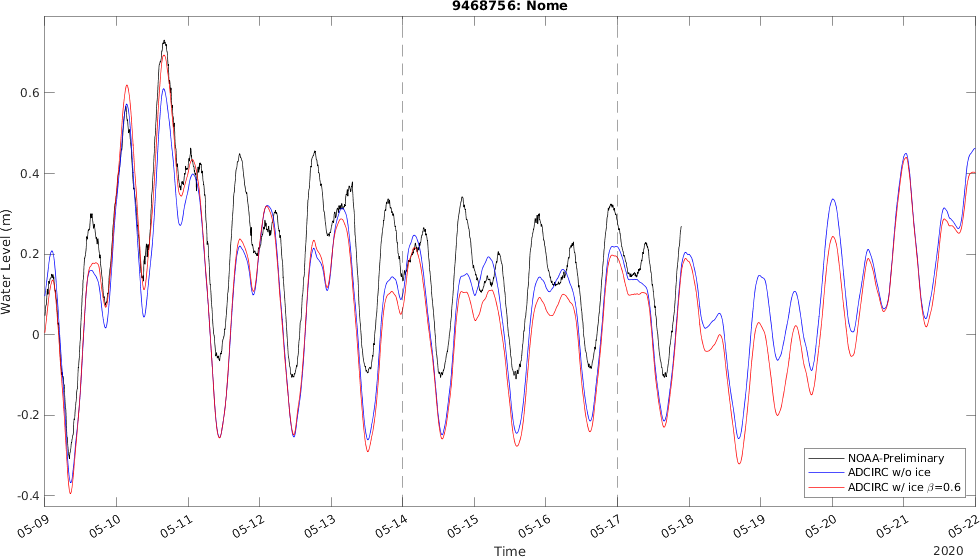 9468756: Nome
Water Level (m)
0.6
0.4
0.2
0
-0.2
-0.4
NOAA-Preliminary
ADCIRC w/o ice
ADCIRC w/ ice β=0.6
05-09 05-10 05-11 05-12 05-13 05-14 05-15 05-16 05-17 05-18 05-19 05-20 05-21 05-22
Time
2020